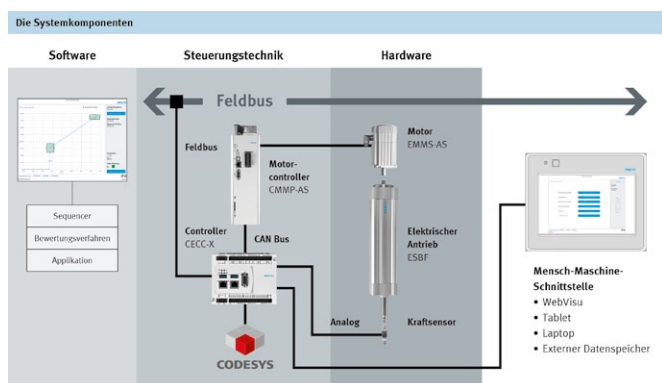 Die Systemkomponenten
Software
Steuerungstechnik
Hardware
Feldbus
Feldbus
Motor-
controller
CMMP-AS
Motor
EMMS-AS
Controller
CECC-X
CAN Bus
Elektrischer
Antrieb
ESBF
Sequencer
Bewertungsverfahren
Applikation
Analog
Kraftsensor
CODESYS
Mensch-Maschine-
Schnittstelle
• WebVisu
• Tablet
• Laptop
• Externer Datenspeicher